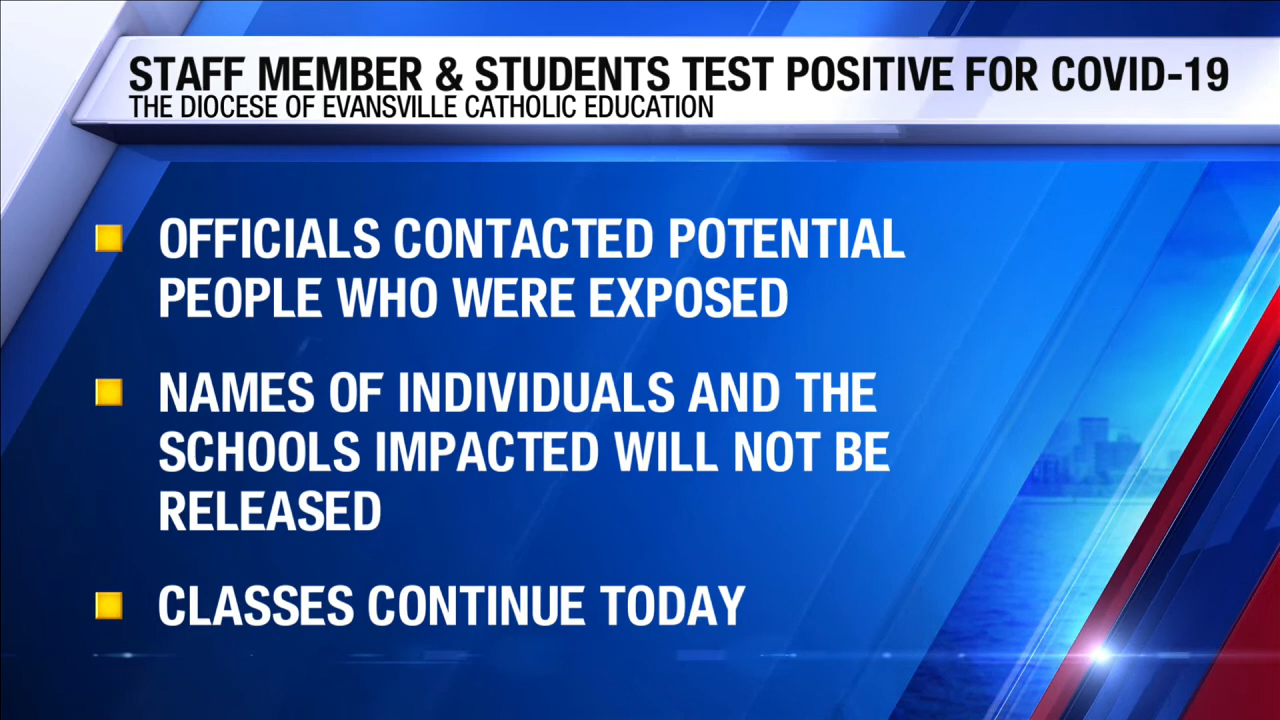 STAFF MEMBER & STUDENTS TEST POSITIVE FOR COVID-19
THE DIOCESE OF EVANSVILLE CATHOLIC EDUCATION
OFFICIALS CONTACTED POTENTIAL
PEOPLE WHO WERE EXPOSED
NAMES OF INDIVIDUALS AND THE
SCHOOLS IMPACTED WILL NOT BE
RELEASED
CLASSES CONTINUE TODAY